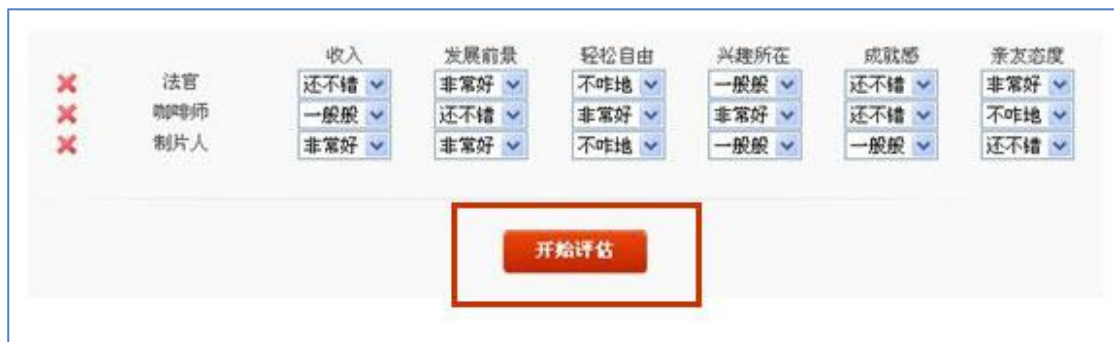 收入 发展前景 轻松自由 兴趣所在 成就感 亲友态度
法官 还不错 非常好 不咋地 一般般 还不错 非常好
咖啡师 一般般 还不错 非常好 非常好 还不错 不咋地
制片人 非常好 非常好 不咋地 一般般 一般般 还不错
开始评估